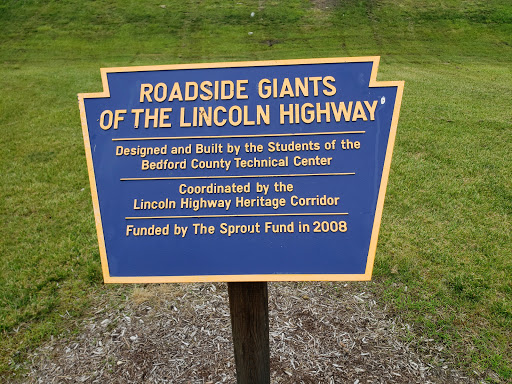 ROADSIDE GIANTS
OF THE LINCOLN HIGHWAY
Designed and Built by the Students of the
Bedford County Technical Center
Coordinated by the
Lincoln Highway Heritage Corridor
Funded by The Sprout Fund in 2008